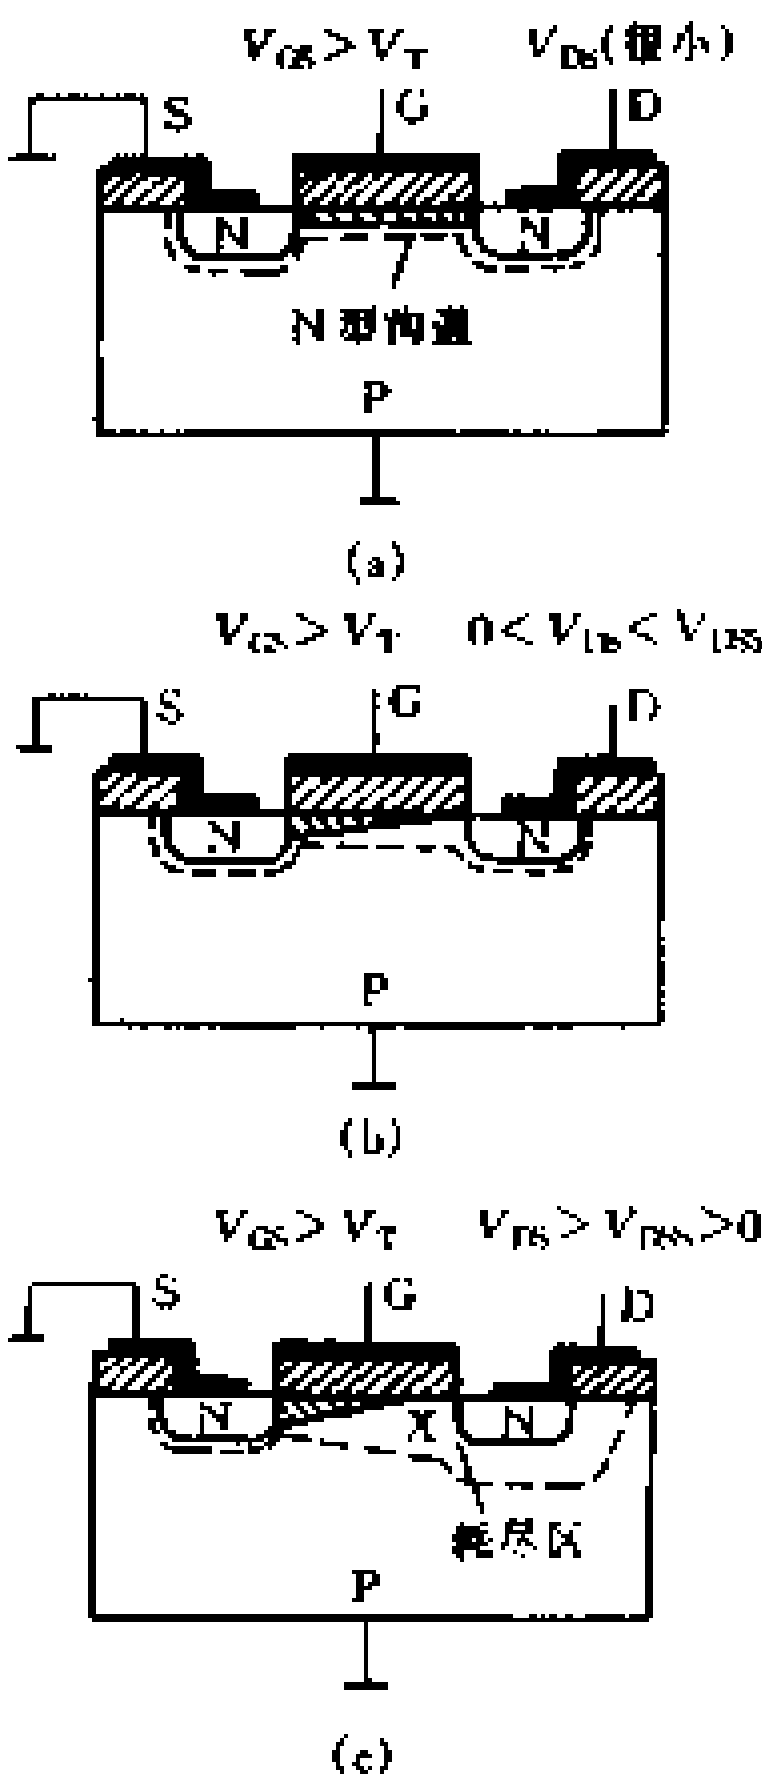 V_GS > V_T V_DS(很小)
S G D
N N
N 型沟道
P
(a)
V_GS > V_T 0 < V_DS < V_DSS
S G D
N N
P
(b)
V_GS > V_T V_DS > V_DSS > 0
S G D
N X N
耗尽区
P
(c)